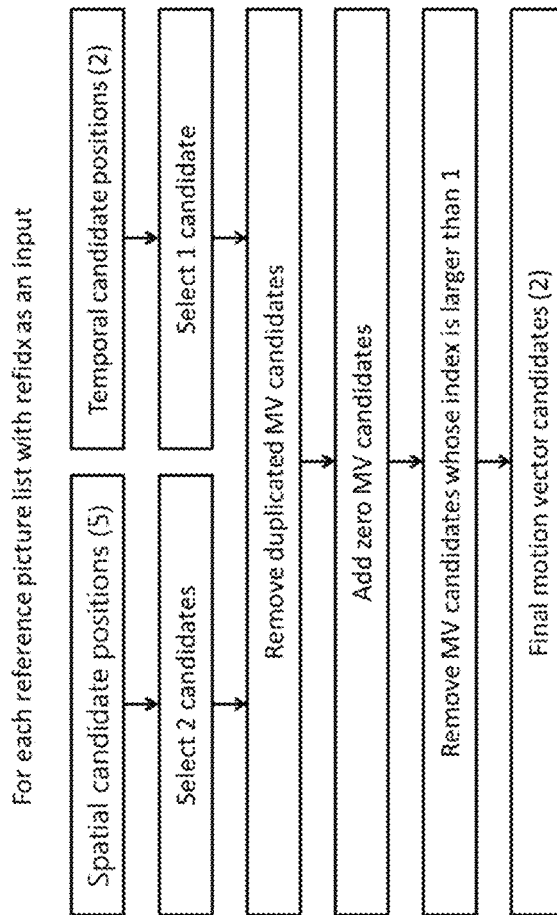 For each reference picture list with refidx as an input
Spatial candidate positions (5)
Temporal candidate positions (2)
Select 2 candidates
Select 1 candidate
Remove duplicated MV candidates
Add zero MV candidates
Remove MV candidates whose index is larger than 1
Final motion vector candidates (2)